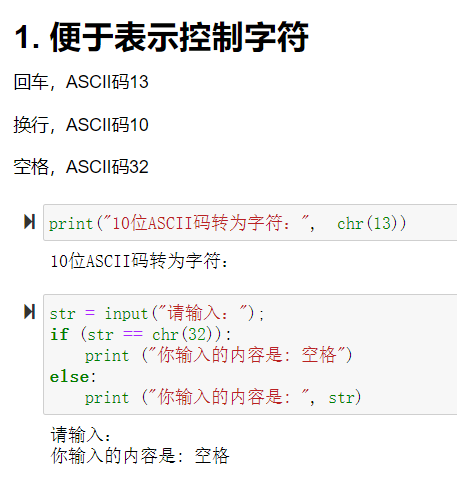 1. 便于表示控制字符
回车，ASCII码13
换行，ASCII码10
空格，ASCII码32
print("10位ASCII码转为字符：",  chr(13))
10位ASCII码转为字符：
str = input("请输入：");
if (str == chr(32)):
    print ("你输入的内容是: 空格")
else:
    print ("你输入的内容是: ", str)
请输入：
你输入的内容是: 空格